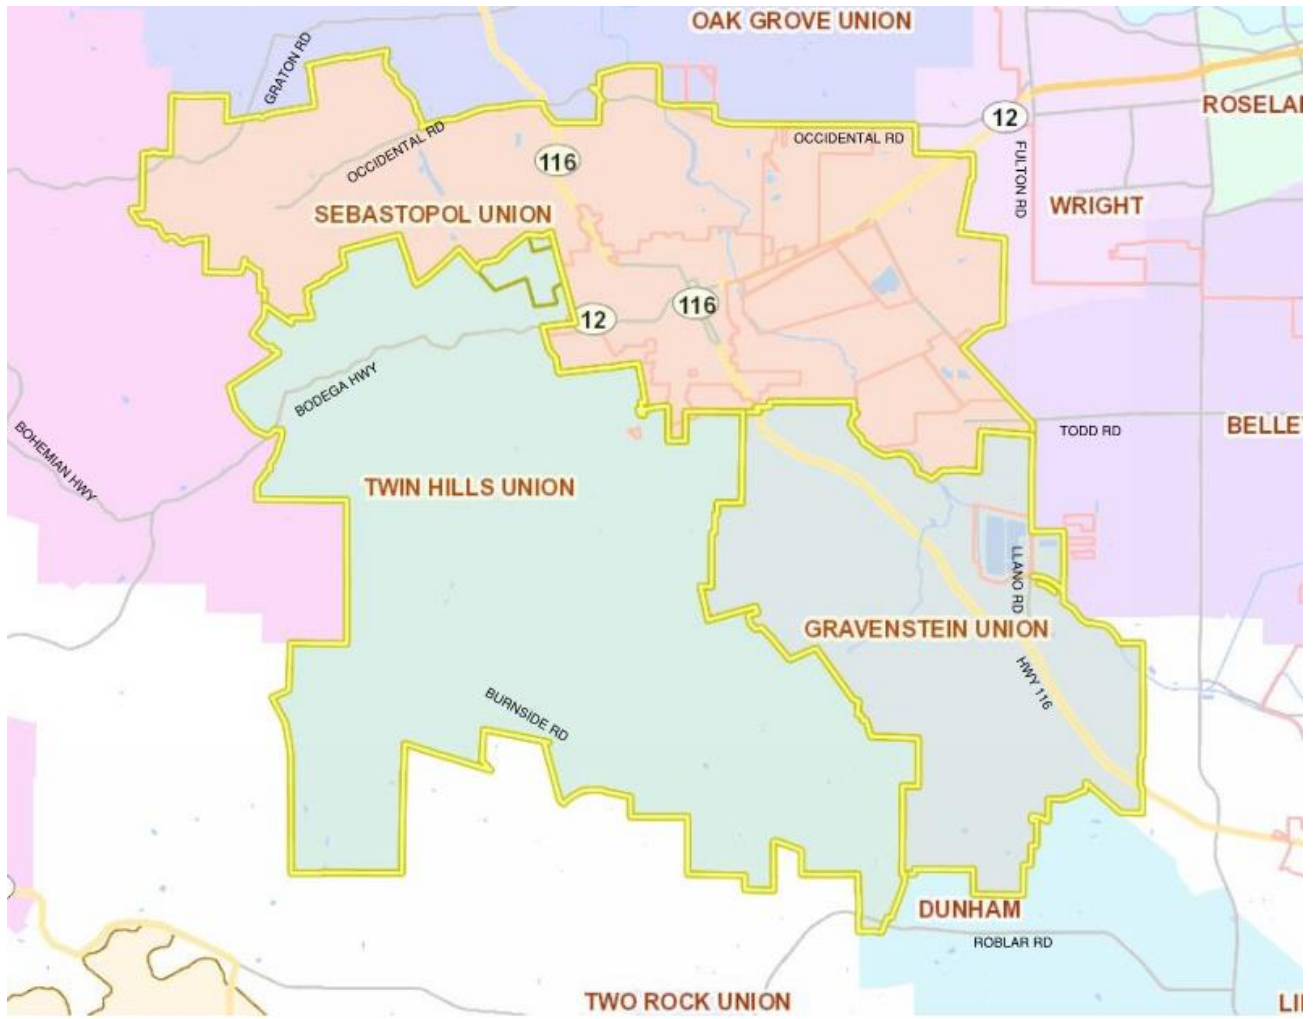 OAK GROVE UNION
GRATON RD
ROSELA
12
OCCIDENTAL RD
OCCIDENTAL RD
116
FULTON RD
SEBASTOPOL UNION
WRIGHT
116
12
BODEGA HWY
BELLE
TODD RD
BOHEMIAN HWY
TWIN HILLS UNION
LLANO RD
GRAVENSTEIN UNION
HWY 116
BURNSIDE RD
DUNHAM
ROBLAR RD
TWO ROCK UNION
LI